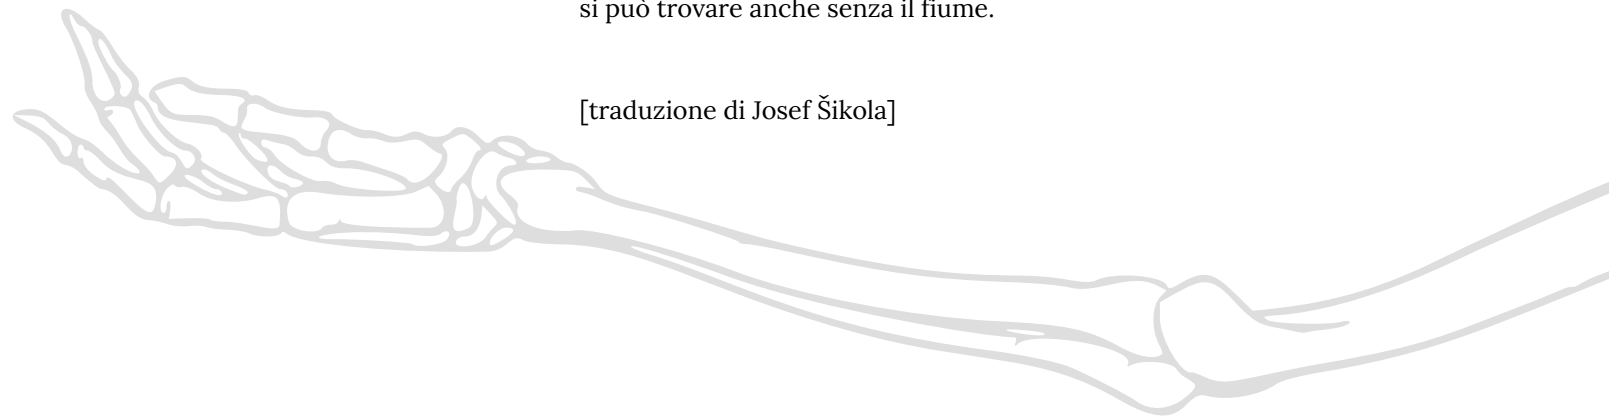 si può trovare anche senza il fiume.
[traduzione di Josef Šikola]